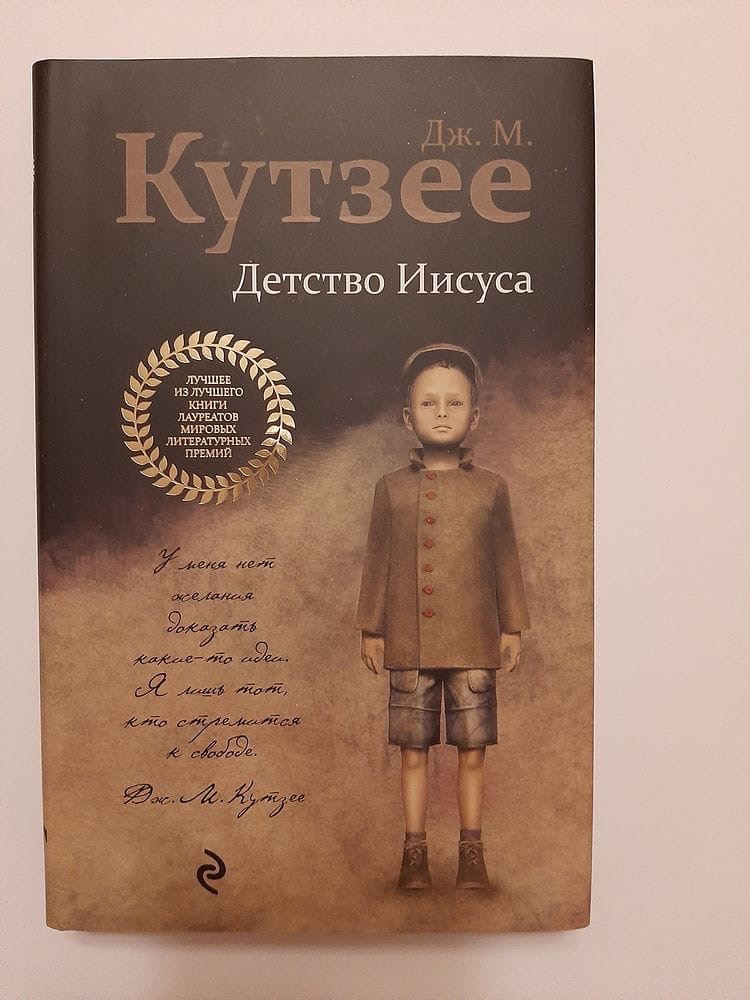 Дж. М.
Кутзее
Детство Иисуса
ЛУЧШЕЕ
ИЗ ЛУЧШЕГО
КНИГИ
ЛАУРЕАТОВ
МИРОВЫХ
ЛИТЕРАТУРНЫХ
ПРЕМИЙ
У меня нет
желания
доказать
какие-то идеи.
Я лишь тот,
кто стремится
к свободе.
Дж. М. Кутзее